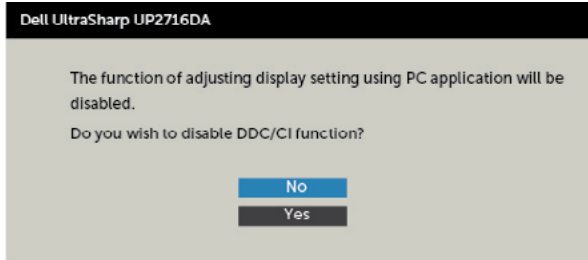 Dell UltraSharp UP2716DA
The function of adjusting display setting using PC application will be
disabled.
Do you wish to disable DDC/CI function?
No
Yes